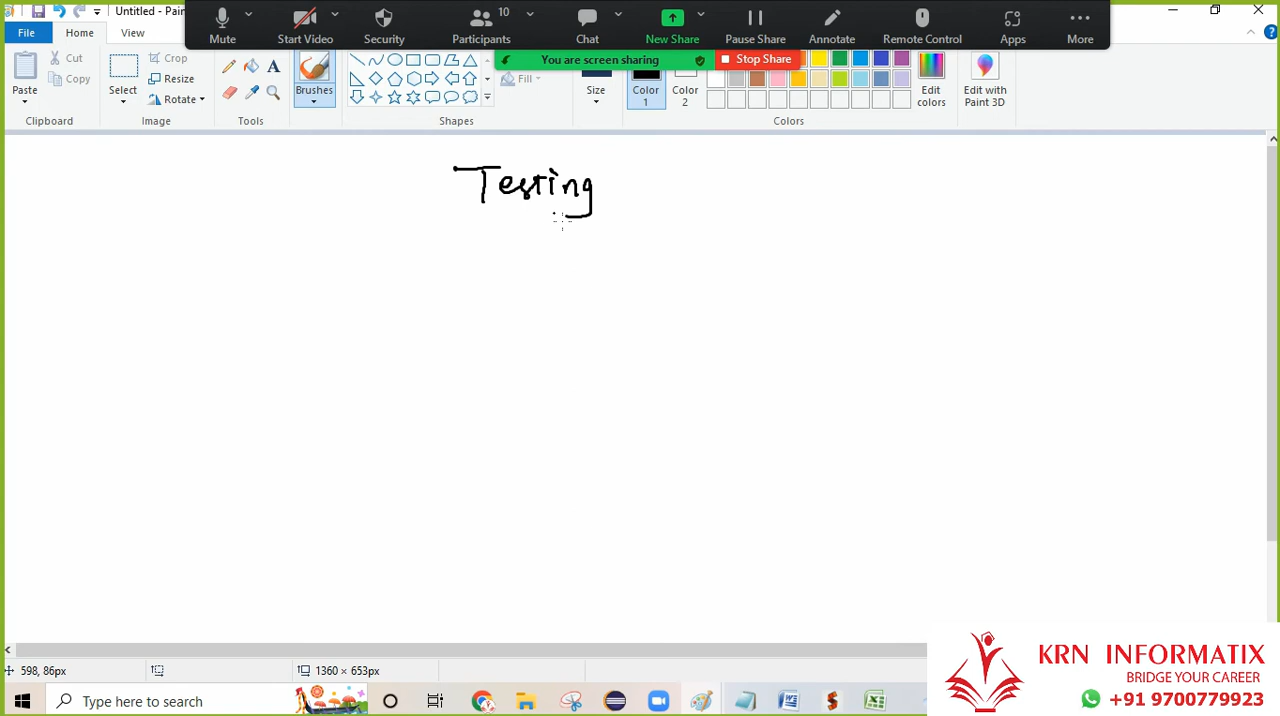 Untitled - Pai
File
Home
View
Mute
Start Video
Security
Participants
10
Chat
New Share
Pause Share
Annotate
Remote Control
Apps
More
You are screen sharing
Stop Share
Paste
Cut
Copy
Select
Crop
Resize
Rotate
A
Brushes
Fill
Size
Color
1
Color
2
Edit
colors
Edit with
Paint 3D
Clipboard
Image
Tools
Shapes
Colors
Testing
598, 86px
1360 × 653px
Type here to search
KRN INFORMATIX
BRIDGE YOUR CAREER
+91 9700779923